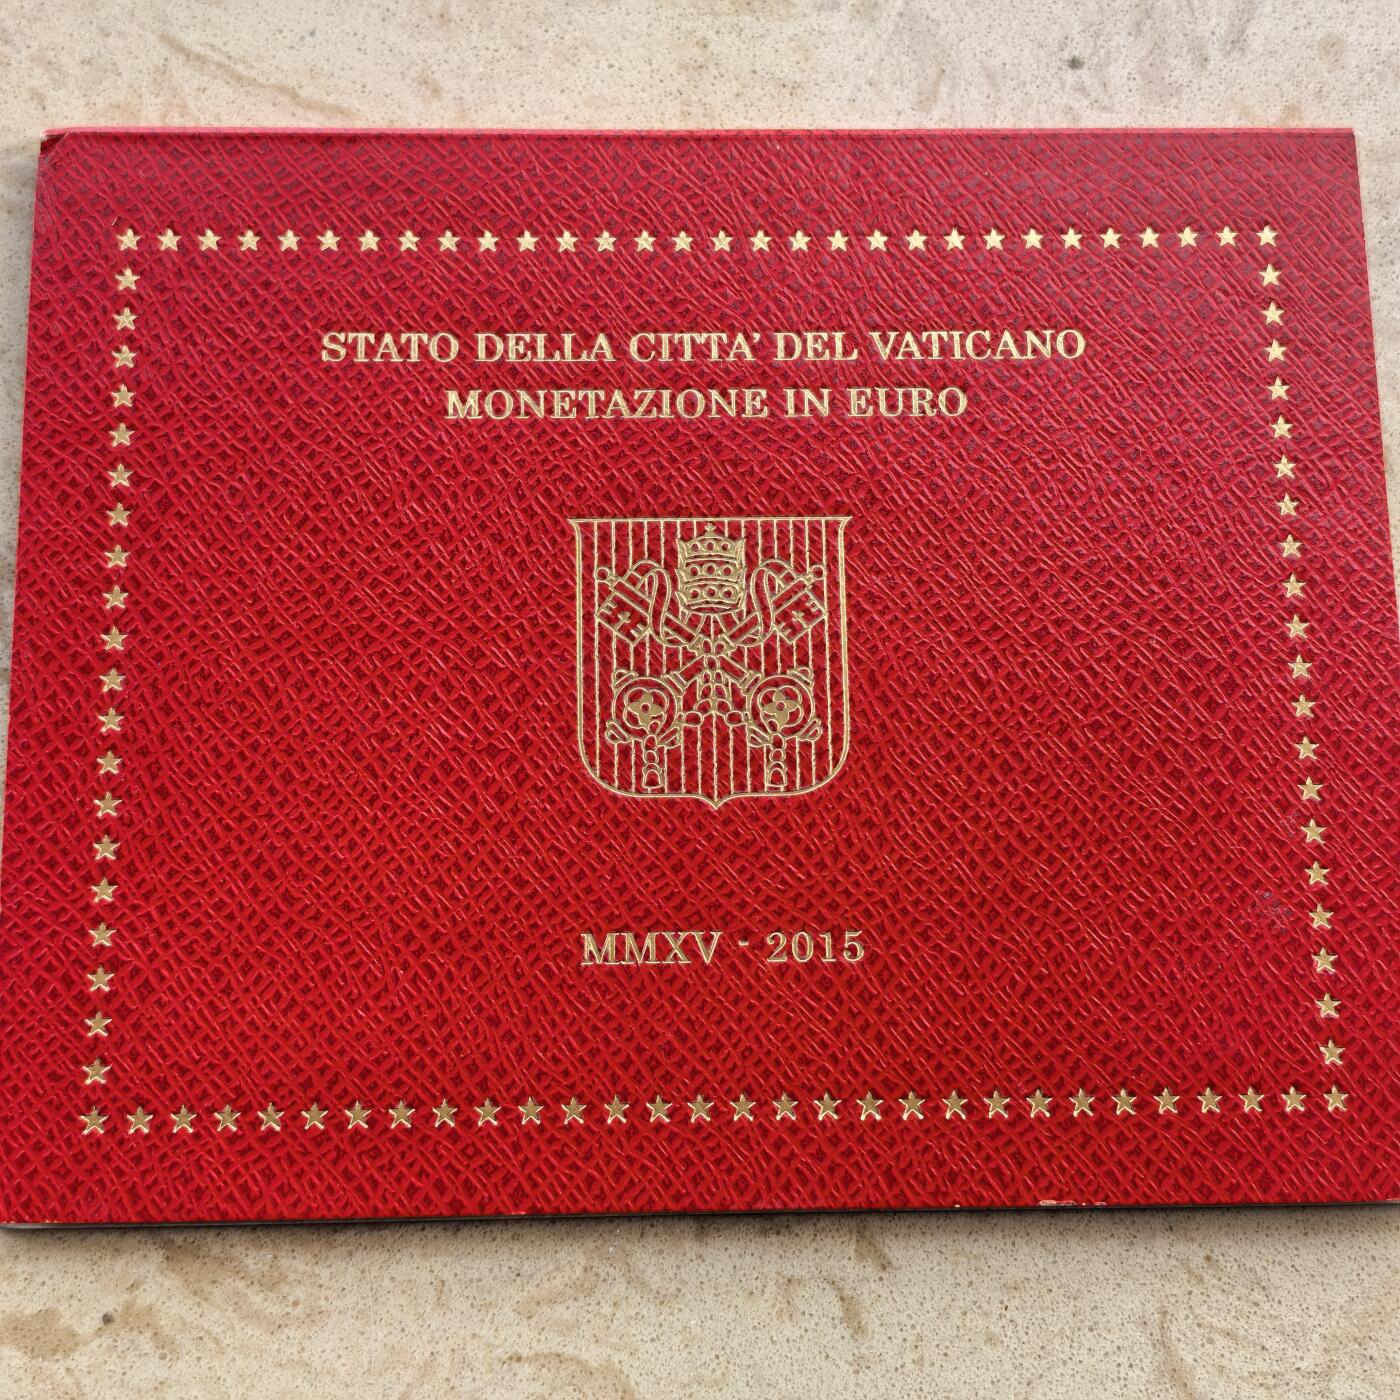 STATO DELLA CITTA' DEL VATICANO
MONETAZIONE IN EURO
MMXV - 2015